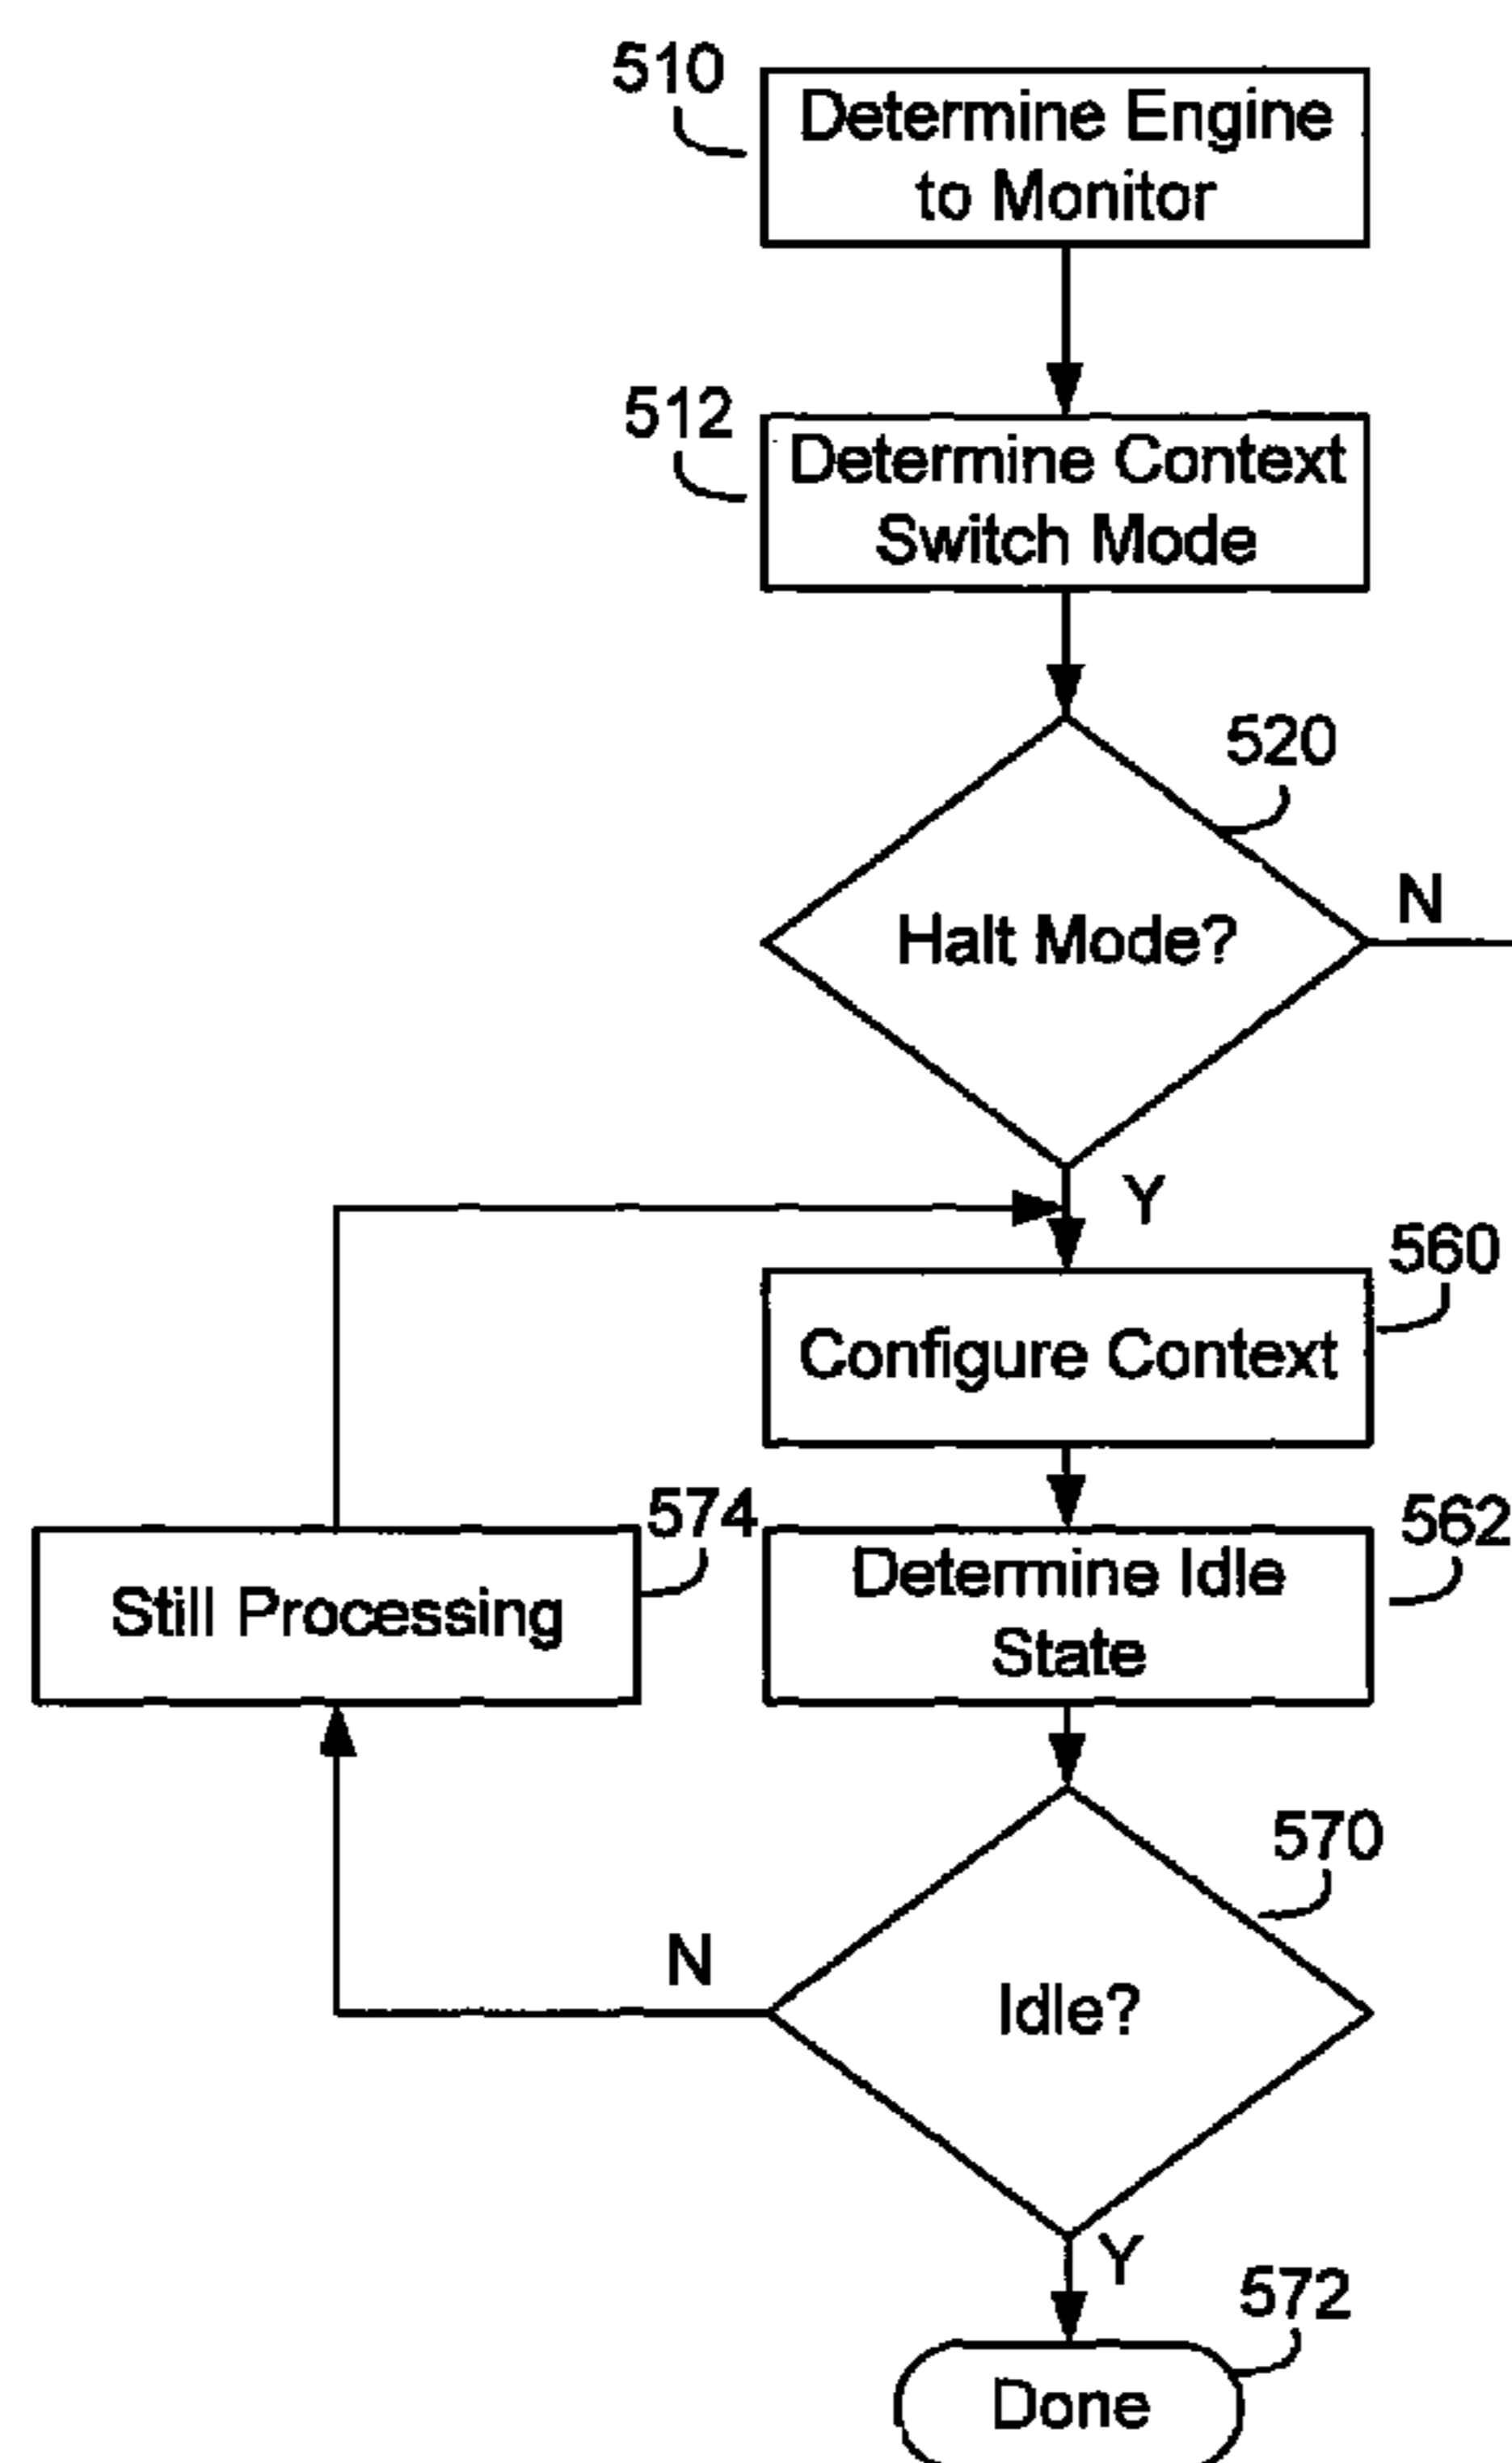 510
Determine Engine
to Monitor
512
Determine Context
Switch Mode
520
Halt Mode?
N
Y
560
Configure Context
574
Still Processing
562
Determine Idle
State
570
N
Idle?
Y
572
Done